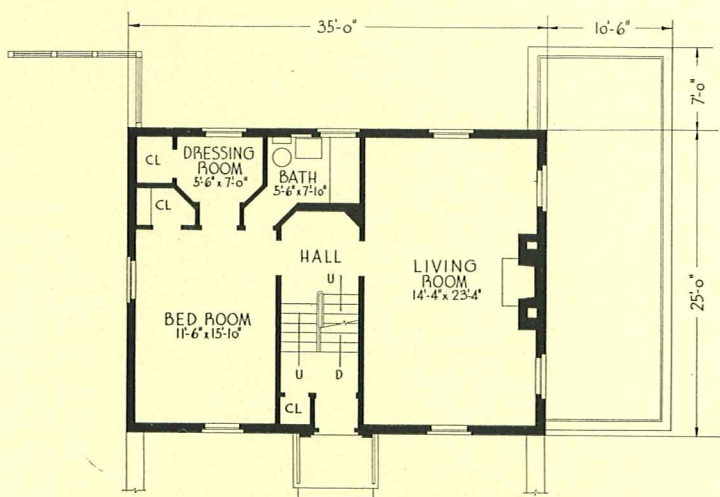 35'-0"
10'-6"
7'-0"
CL
DRESSING
ROOM
5'-6" x 7'-0"
BATH
5'-6" x 7'-10"
CL
HALL
U
LIVING
ROOM
14'-4" x 23'-4"
25'-0"
BED ROOM
11'-6" x 15'-10"
U
D
CL